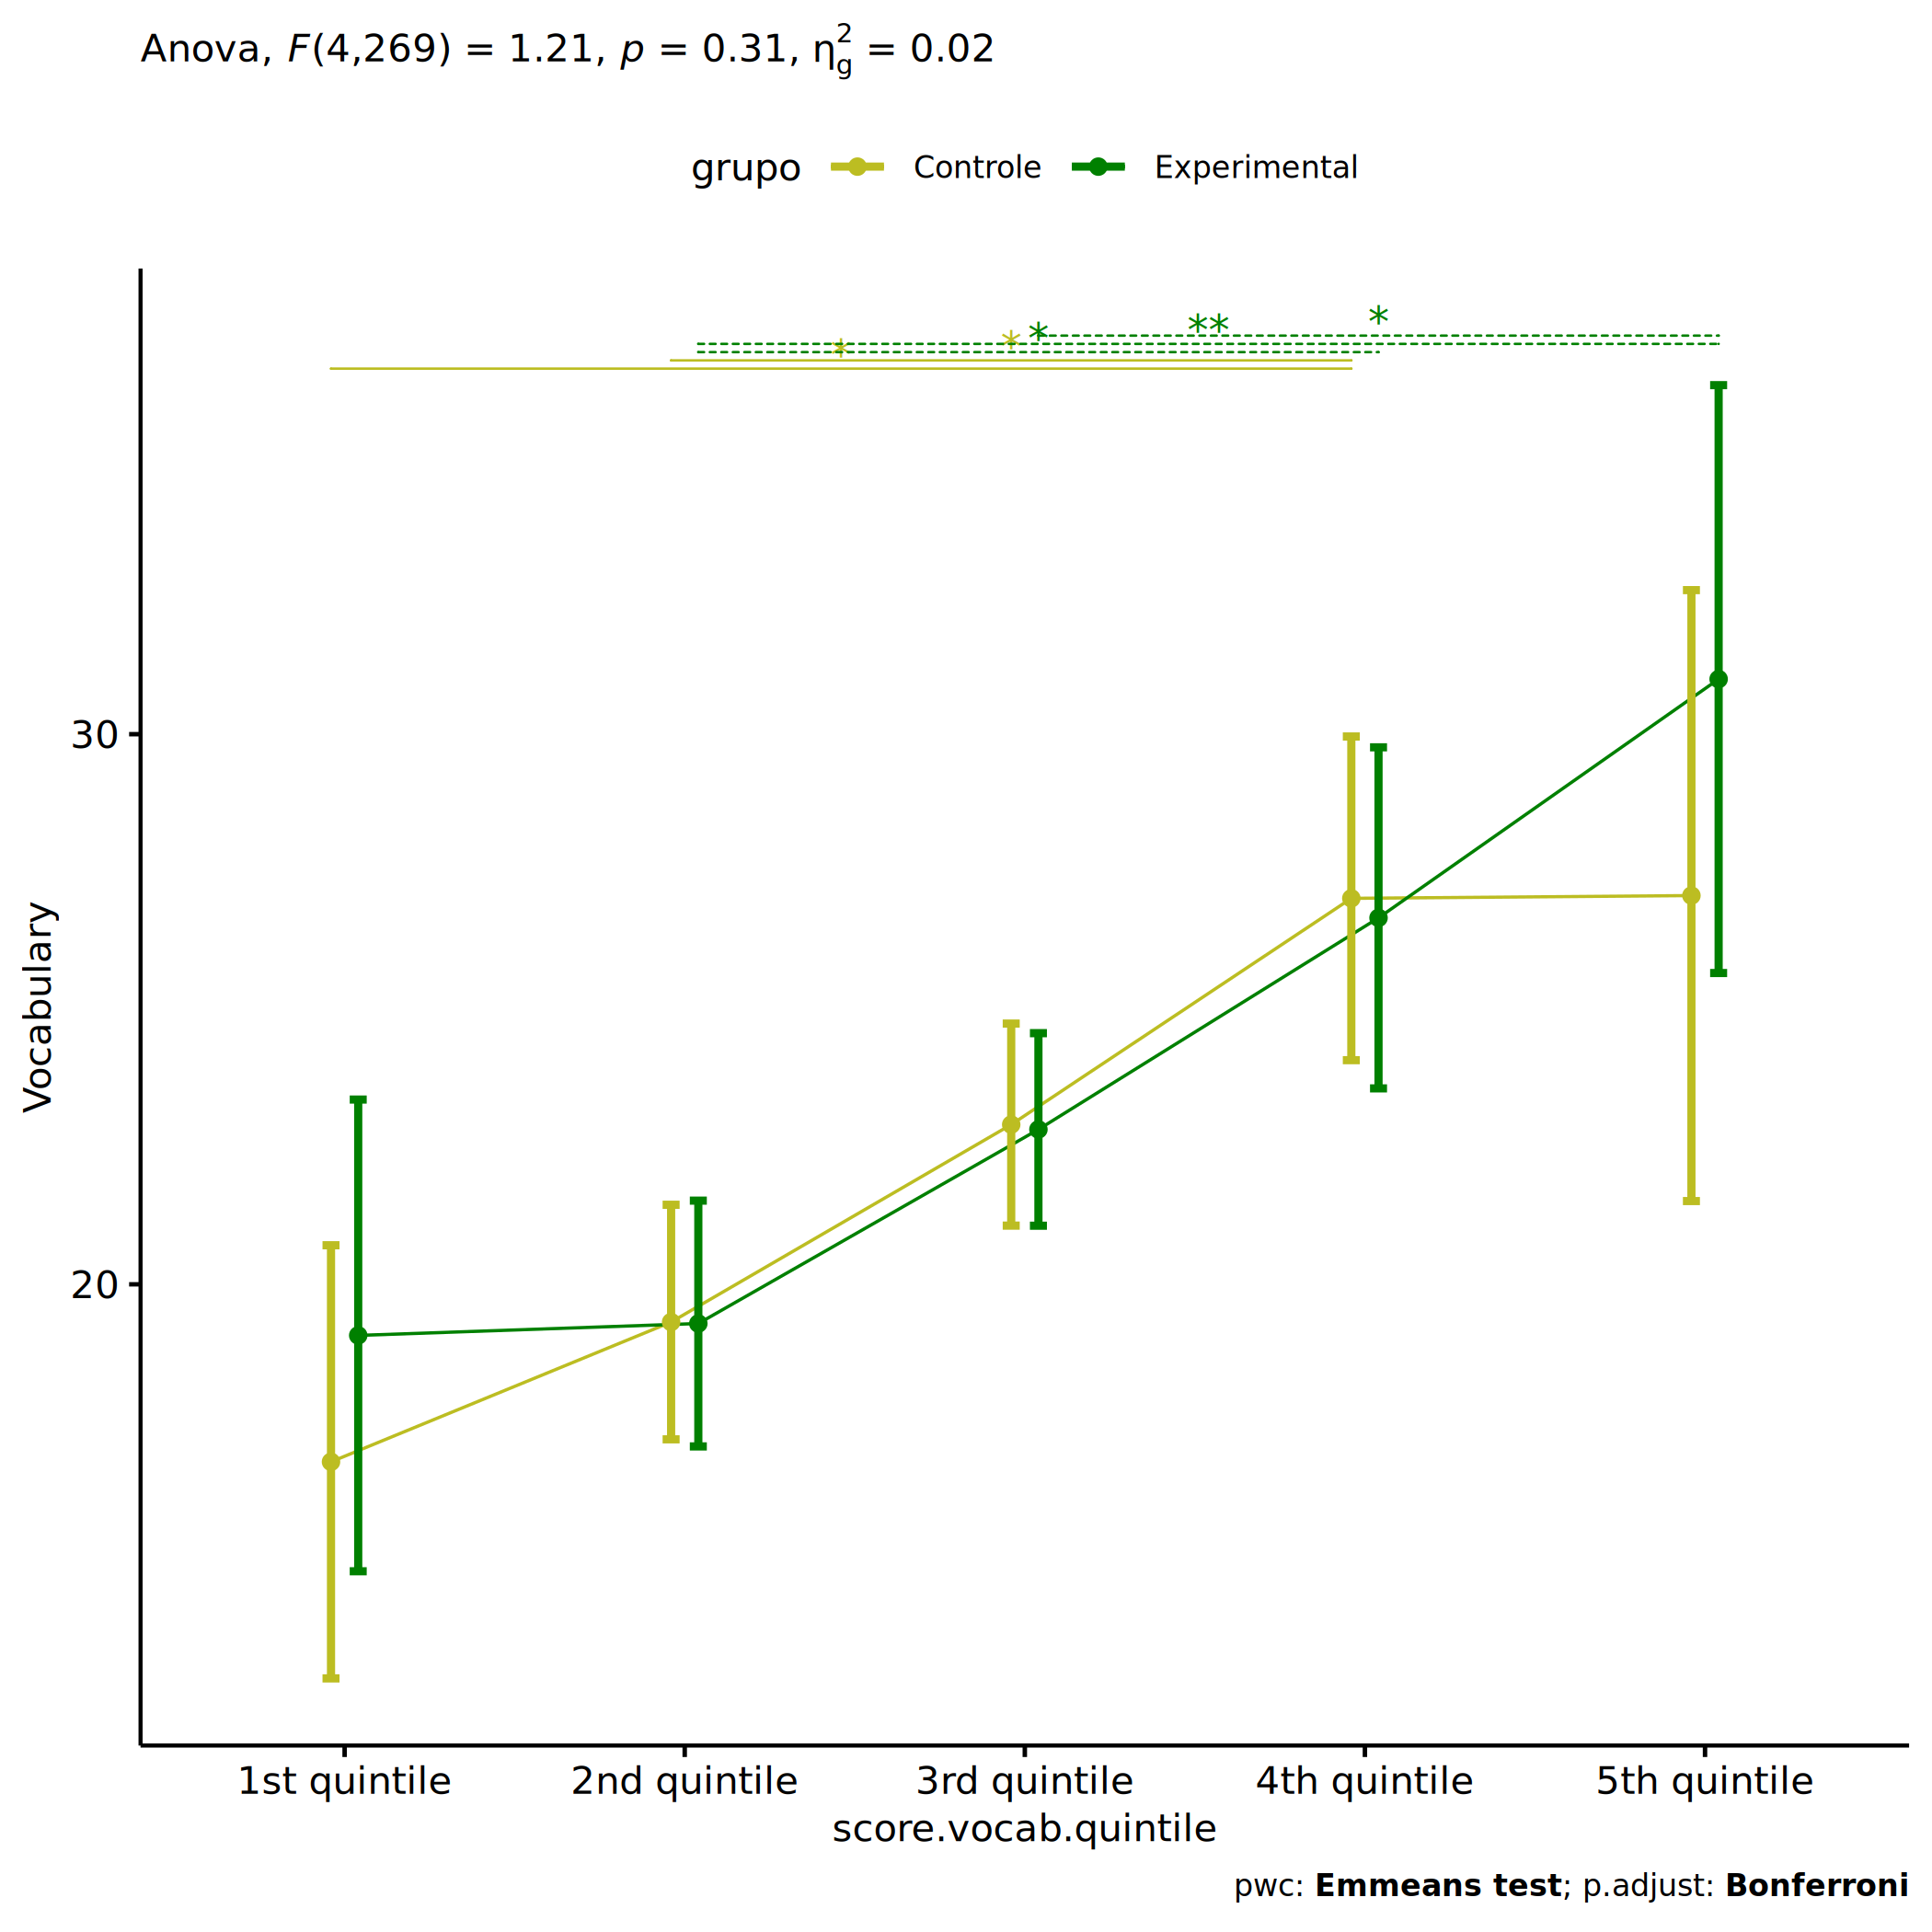 Anova, F(4,269) = 1.21, p = 0.31, η²g = 0.02
grupo Controle Experimental
*
**
*
*
*
30
20
Vocabulary
1st quintile 2nd quintile 3rd quintile 4th quintile 5th quintile
score.vocab.quintile
pwc: Emmeans test; p.adjust: Bonferroni